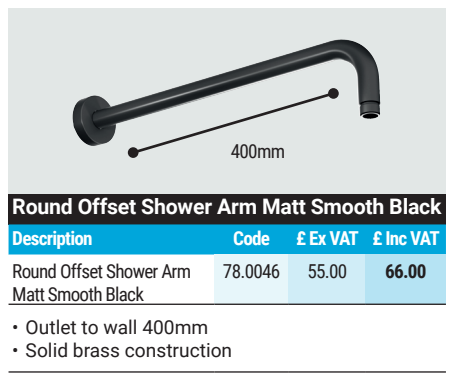 400mm
Round Offset Shower Arm Matt Smooth Black
Description Code £ Ex VAT £ Inc VAT
Round Offset Shower Arm 78.0046 55.00 66.00
Matt Smooth Black
• Outlet to wall 400mm
• Solid brass construction